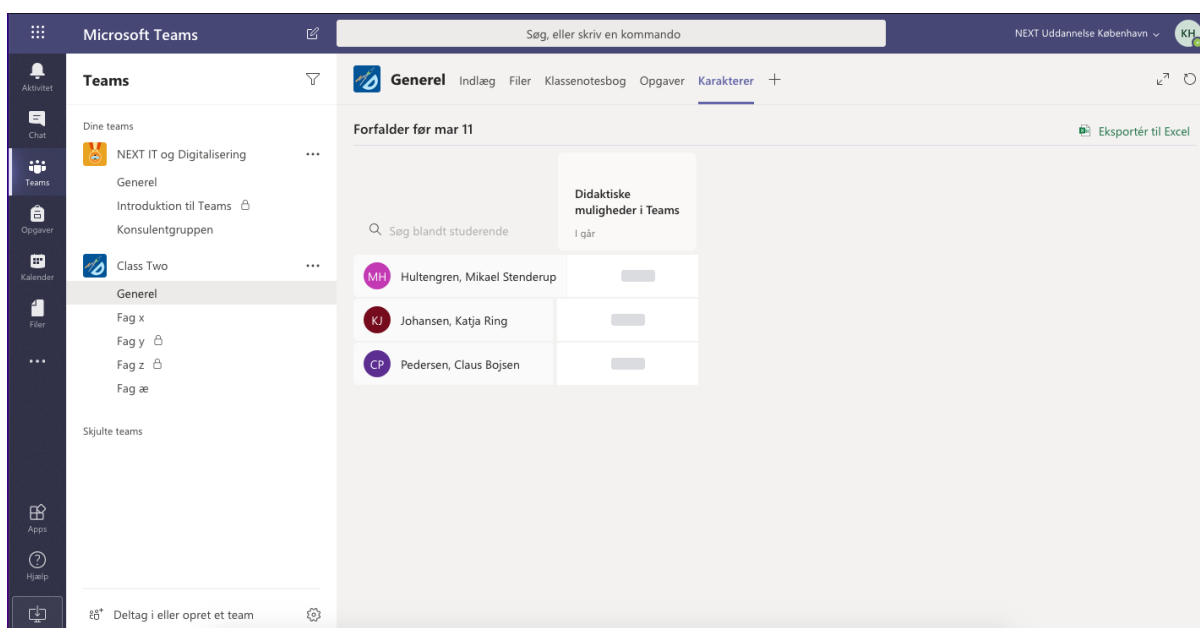 Microsoft Teams
Søg, eller skriv en kommando
NEXT Uddannelse København
KH
Aktivitet
Chat
Teams
Opgaver
Kalender
Filer
Apps
Hjælp
Teams
Dine teams
NEXT IT og Digitalisering
Generel
Introduktion til Teams
Konsulentgruppen
Class Two
Generel
Fag x
Fag y
Fag z
Fag æ
Skjulte teams
Deltag i eller opret et team
Generel Indlæg Filer Klassenotesbog Opgaver Karakterer
Forfalder før mar 11
Eksportér til Excel
Didaktiske
muligheder i Teams
I går
Søg blandt studerende
MH Hultengren, Mikael Stenderup
KJ Johansen, Katja Ring
CP Pedersen, Claus Bojsen